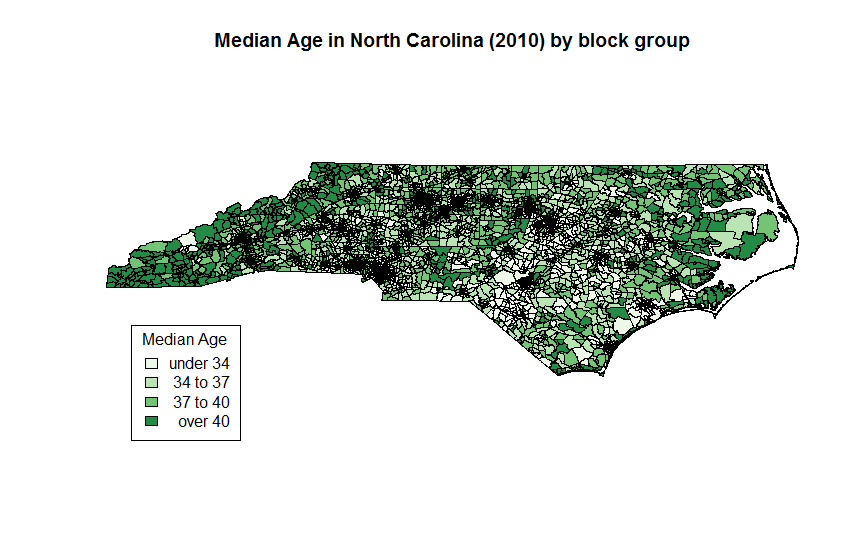 Median Age in North Carolina (2010) by block group
Median Age
under 34
34 to 37
37 to 40
over 40